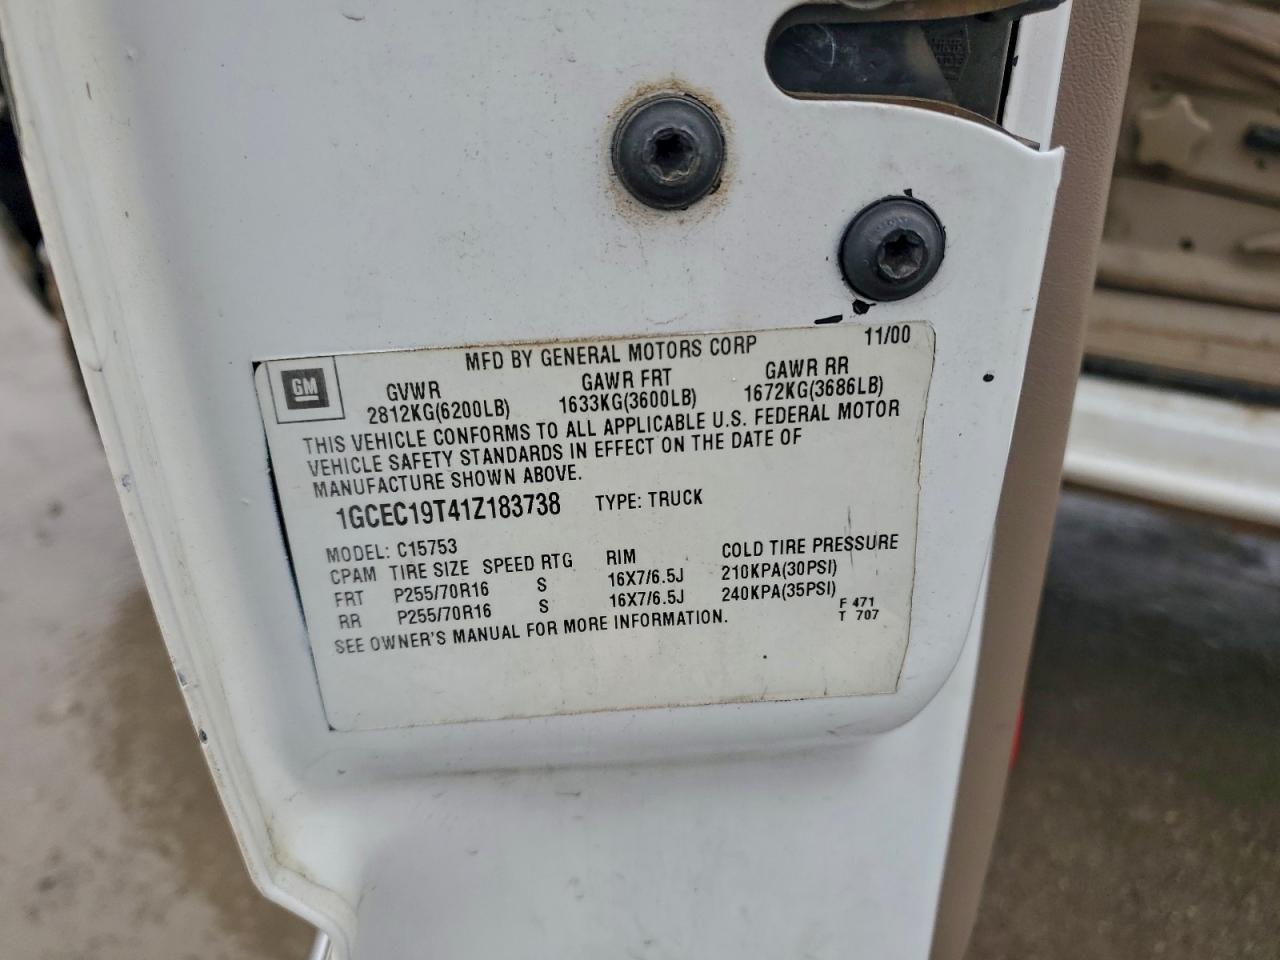 GM
MFD BY GENERAL MOTORS CORP 11/00
GVWR GAWR FRT GAWR RR
2812KG(6200LB) 1633KG(3600LB) 1672KG(3686LB)
THIS VEHICLE CONFORMS TO ALL APPLICABLE U.S. FEDERAL MOTOR
VEHICLE SAFETY STANDARDS IN EFFECT ON THE DATE OF
MANUFACTURE SHOWN ABOVE.
1GCEC19T41Z183738 TYPE: TRUCK
MODEL: C15753
CPAM TIRE SIZE SPEED RTG RIM COLD TIRE PRESSURE
FRT P255/70R16 S 16X7/6.5J 210KPA(30PSI)
RR P255/70R16 S 16X7/6.5J 240KPA(35PSI)
SEE OWNER'S MANUAL FOR MORE INFORMATION.
F 471
T 707